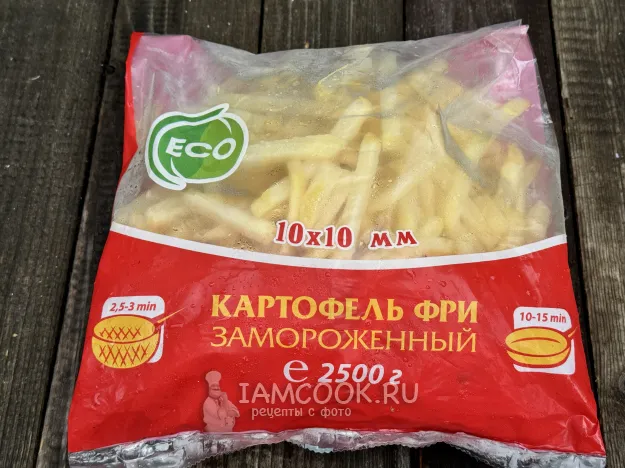 ECO
10x10 мм
2,5-3 min
КАРТОФЕЛЬ ФРИ
10-15 min
ЗАМОРОЖЕННЫЙ
℮ 2500 г
IAMCOOK.RU
рецепты с фото